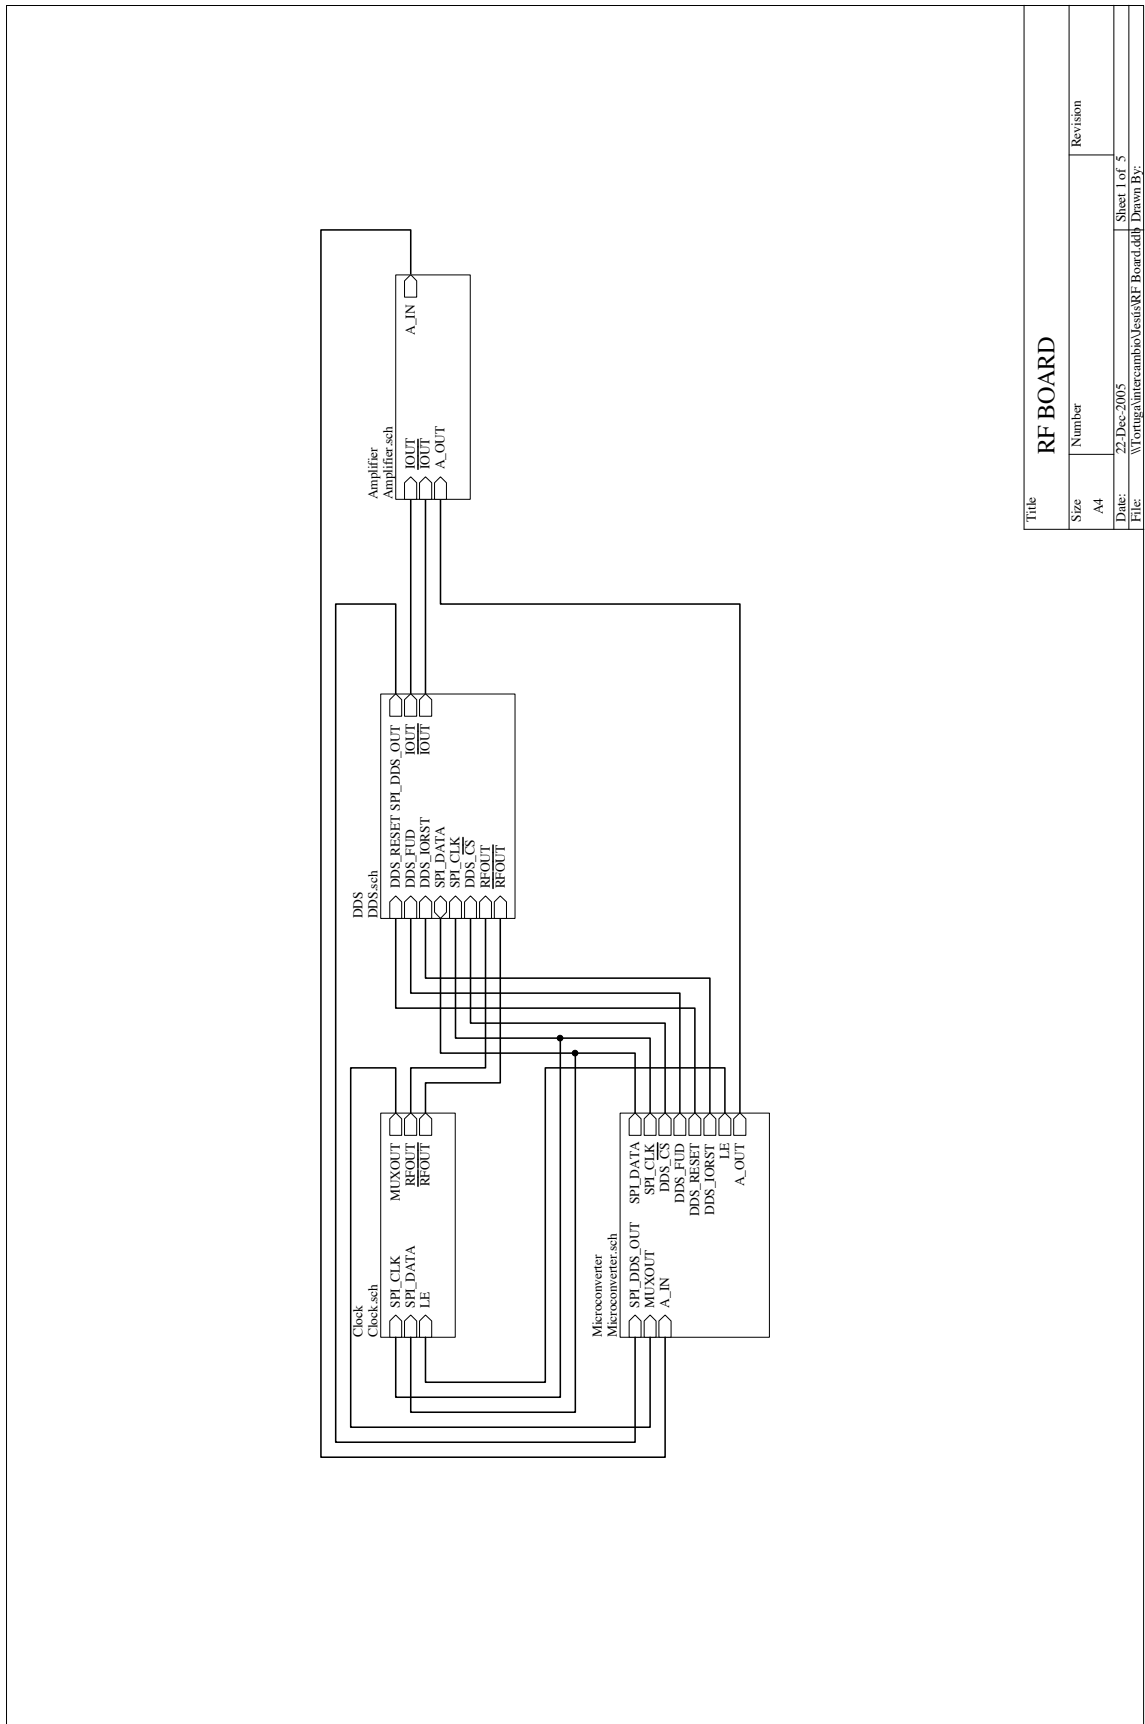 Clock
Clock.sch
SPI_CLK
SPI_DATA
LE
MUXOUT
RFOUT
RFOUT
DDS
DDS.sch
DDS_RESET
DDS_FUD
DDS_IORST
SPI_DATA
SPI_CLK
DDS_CS
RFOUT
RFOUT
SPI_DDS_OUT
IOUT
IOUT
Amplifier
Amplifier.sch
IOUT
IOUT
A_OUT
A_IN
Microconverter
Microconverter.sch
SPI_DDS_OUT
MUXOUT
A_IN
SPI_DATA
SPI_CLK
DDS_CS
DDS_FUD
DDS_RESET
DDS_IORST
LE
A_OUT
Title
RF BOARD
Size
A4
Number
Revision
Date: 22-Dec-2005 Sheet 1 of 5
File: \\Tortuga\intercambio\Jesús\RF Board.ddb Drawn By: